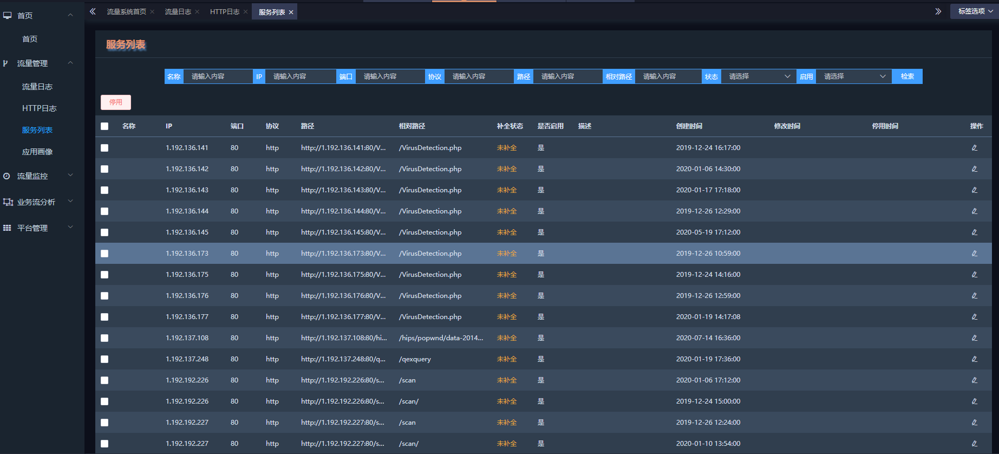 首页
首页
流量管理
流量日志
HTTP日志
服务列表
应用画像
流量监控
业务流分析
平台管理
流量系统首页 流量日志 HTTP日志 服务列表 标签选项
服务列表
名称 请输入内容 IP 请输入内容 端口 请输入内容 协议 请输入内容 路径 请输入内容 相对路径 请输入内容 状态 请选择 启用 请选择 检索
停用
名称 IP 端口 协议 路径 相对路径 补全状态 是否启用 描述 创建时间 修改时间 停用时间 操作
1.192.136.141 80 http http://1.192.136.141:80/V... /VirusDetection.php 未补全 是 2019-12-24 16:17:00
1.192.136.142 80 http http://1.192.136.142:80/V... /VirusDetection.php 未补全 是 2020-01-06 14:30:00
1.192.136.143 80 http http://1.192.136.143:80/V... /VirusDetection.php 未补全 是 2020-01-17 17:18:00
1.192.136.144 80 http http://1.192.136.144:80/V... /VirusDetection.php 未补全 是 2019-12-26 12:29:00
1.192.136.145 80 http http://1.192.136.145:80/V... /VirusDetection.php 未补全 是 2020-05-19 17:12:00
1.192.136.173 80 http http://1.192.136.173:80/V... /VirusDetection.php 未补全 是 2019-12-26 10:59:00
1.192.136.175 80 http http://1.192.136.175:80/V... /VirusDetection.php 未补全 是 2019-12-24 14:16:00
1.192.136.176 80 http http://1.192.136.176:80/V... /VirusDetection.php 未补全 是 2019-12-26 12:59:00
1.192.136.177 80 http http://1.192.136.177:80/V... /VirusDetection.php 未补全 是 2020-01-19 14:17:08
1.192.137.108 80 http http://1.192.137.108:80/hi... /hips/popwnd/data-2014... 未补全 是 2020-07-14 16:36:00
1.192.137.248 80 http http://1.192.137.248:80/q... /qexquery 未补全 是 2020-01-19 17:36:00
1.192.192.226 80 http http://1.192.192.226:80/s... /scan 未补全 是 2020-01-06 17:12:00
1.192.192.226 80 http http://1.192.192.226:80/s... /scan/ 未补全 是 2019-12-24 15:00:00
1.192.192.227 80 http http://1.192.192.227:80/s... /scan 未补全 是 2019-12-26 12:24:00
1.192.192.227 80 http http://1.192.192.227:80/s... /scan/ 未补全 是 2020-01-10 13:54:00